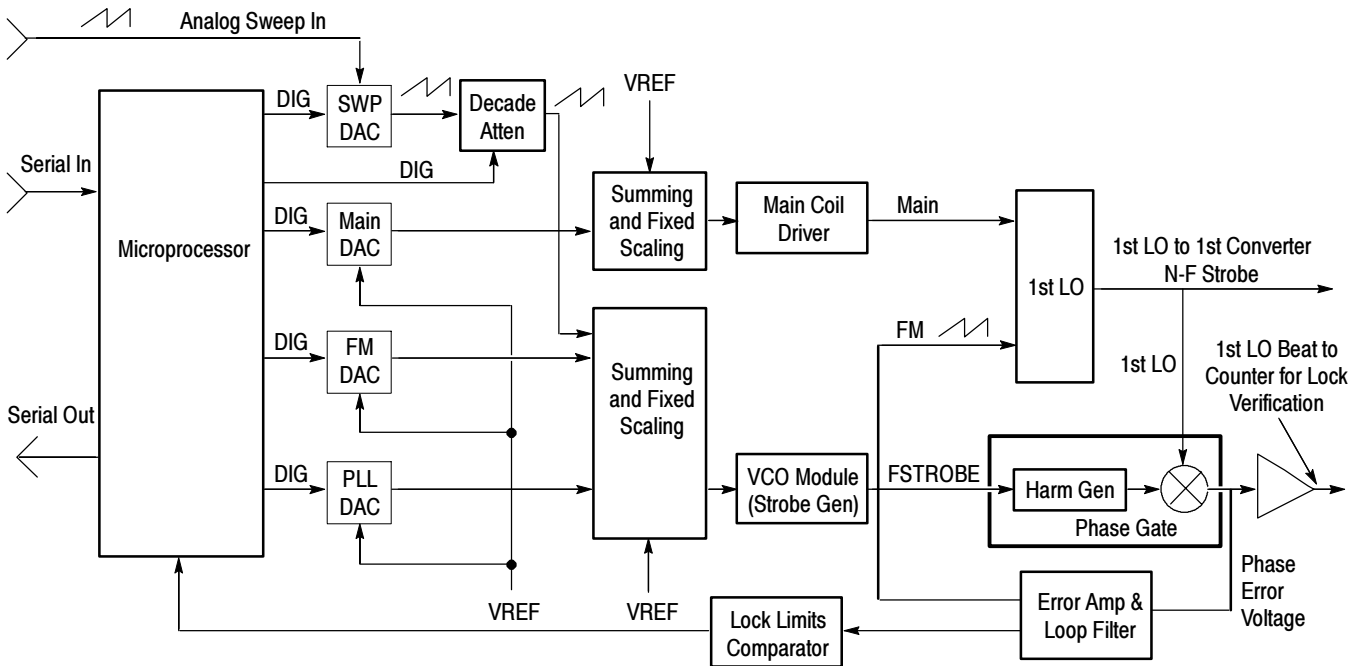 Analog Sweep In
DIG
SWP
DAC
Decade
Atten
VREF
Serial In
DIG
Microprocessor
DIG
Main
DAC
Summing
and Fixed
Scaling
Main Coil
Driver
Main
1st LO
1st LO to 1st Converter
N-F Strobe
DIG
FM
DAC
Summing
and Fixed
Scaling
FM
1st LO
1st LO Beat to
Counter for Lock
Verification
Serial Out
DIG
PLL
DAC
VCO Module
(Strobe Gen)
FSTROBE
Harm Gen
Phase Gate
VREF
VREF
Lock Limits
Comparator
Error Amp &
Loop Filter
Phase
Error
Voltage